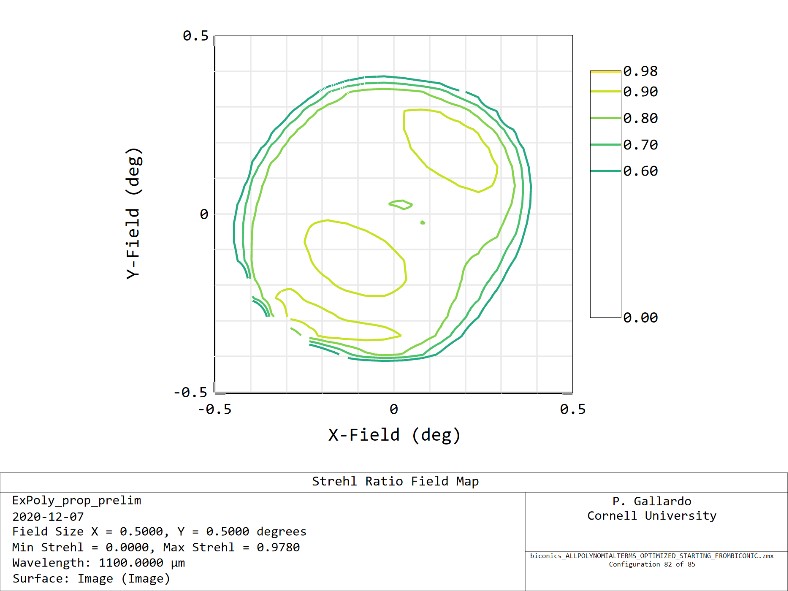 0.5
0
-0.5
Y-Field (deg)
-0.5
0
0.5
X-Field (deg)
0.98
0.90
0.80
0.70
0.60
0.00
Strehl Ratio Field Map
ExPoly_prop_prelim
2020-12-07
Field Size X = 0.5000, Y = 0.5000 degrees
Min Strehl = 0.0000, Max Strehl = 0.9780
Wavelength: 1100.0000 µm
Surface: Image (Image)
P. Gallardo
Cornell University
biconics_ALLPOLYNOMIALTERMS_OPTIMIZED_STARTING_FROMBICONIC.zmx
Configuration 82 of 85